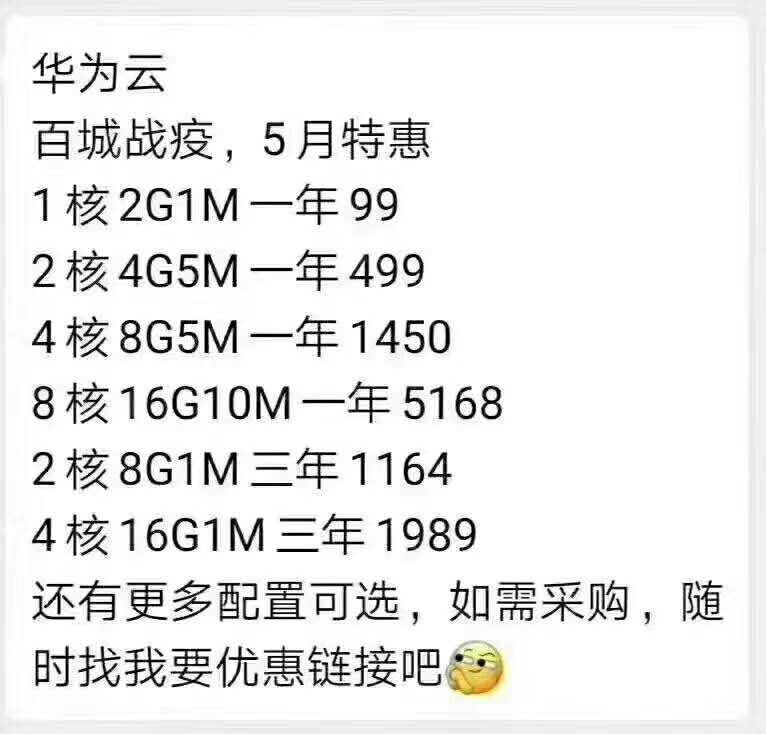 华为云
百城战疫，5月特惠
1核2G1M一年99
2核4G5M一年499
4核8G5M一年1450
8核16G10M一年5168
2核8G1M三年1164
4核16G1M三年1989
还有更多配置可选，如需采购，随
时找我要优惠链接吧